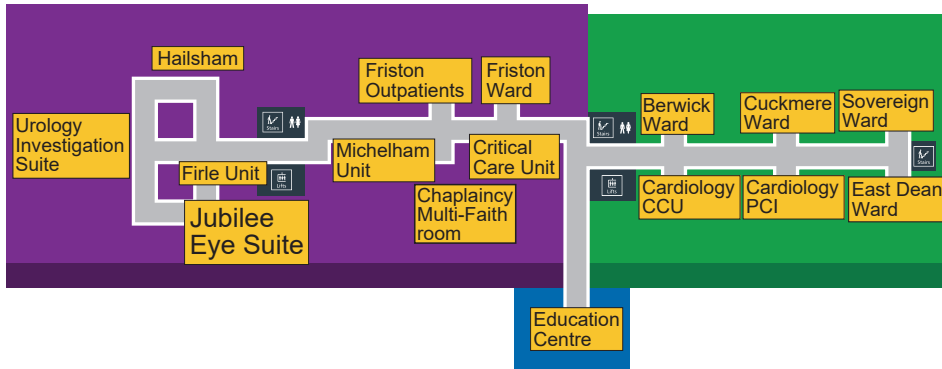 Hailsham
Urology
Investigation
Suite
Firle Unit
Jubilee
Eye Suite
Stairs
Lifts
Friston
Outpatients
Friston
Ward
Michelham
Unit
Critical
Care Unit
Chaplaincy
Multi-Faith
room
Stairs
Lifts
Berwick
Ward
Cuckmere
Ward
Sovereign
Ward
Stairs
Cardiology
CCU
Cardiology
PCI
East Dean
Ward
Education
Centre